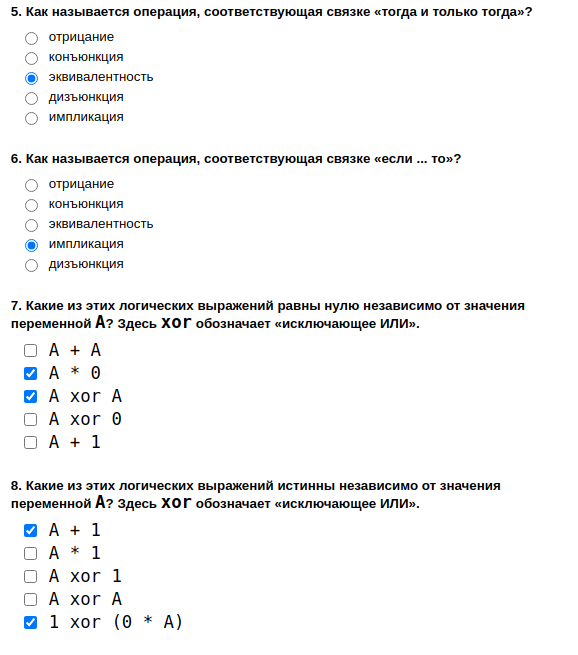 5. Как называется операция, соответствующая связке «тогда и только тогда»?
отрицание
конъюнкция
эквивалентность
дизъюнкция
импликация
6. Как называется операция, соответствующая связке «если ... то»?
отрицание
конъюнкция
эквивалентность
импликация
дизъюнкция
7. Какие из этих логических выражений равны нулю независимо от значения
переменной A? Здесь xor обозначает «исключающее ИЛИ».
A + A
A * 0
A xor A
A xor 0
A + 1
8. Какие из этих логических выражений истинны независимо от значения
переменной A? Здесь xor обозначает «исключающее ИЛИ».
A + 1
A * 1
A xor 1
A xor A
1 xor (0 * A)